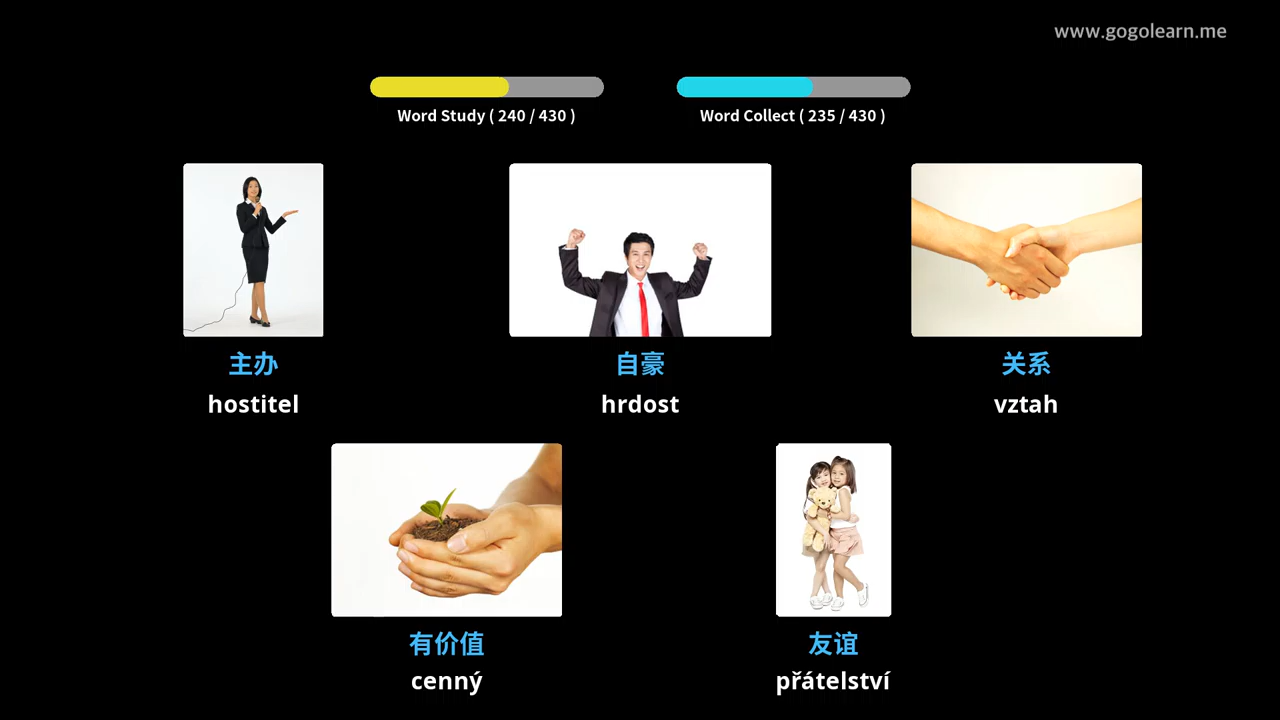 www.gogolearn.me
Word Study ( 240 / 430 )
Word Collect ( 235 / 430 )
主办
自豪
关系
hostitel
hrdost
vztah
有价值
友谊
cenný
přátelství